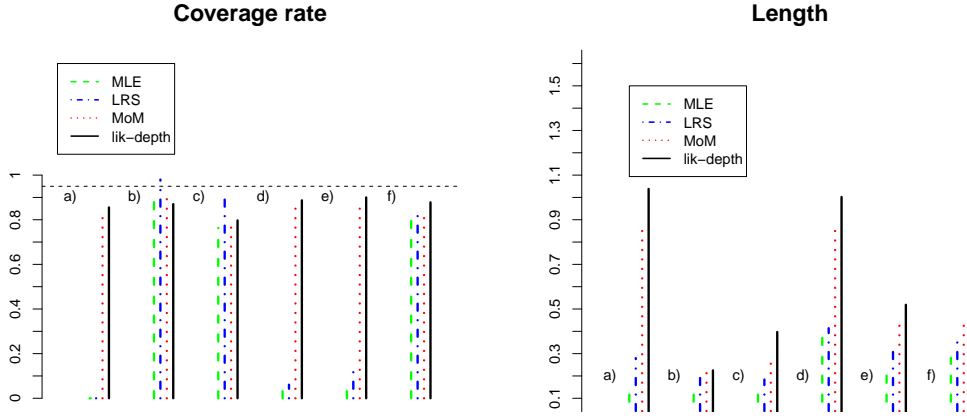 Coverage rate
MLE
LRS
MoM
lik−depth
1
0.8
0.6
0.4
0.2
0
a)
b)
c)
d)
e)
f)
Length
MLE
LRS
MoM
lik−depth
1.5
1.3
1.1
0.9
0.7
0.5
0.3
0.1
a)
b)
c)
d)
e)
f)